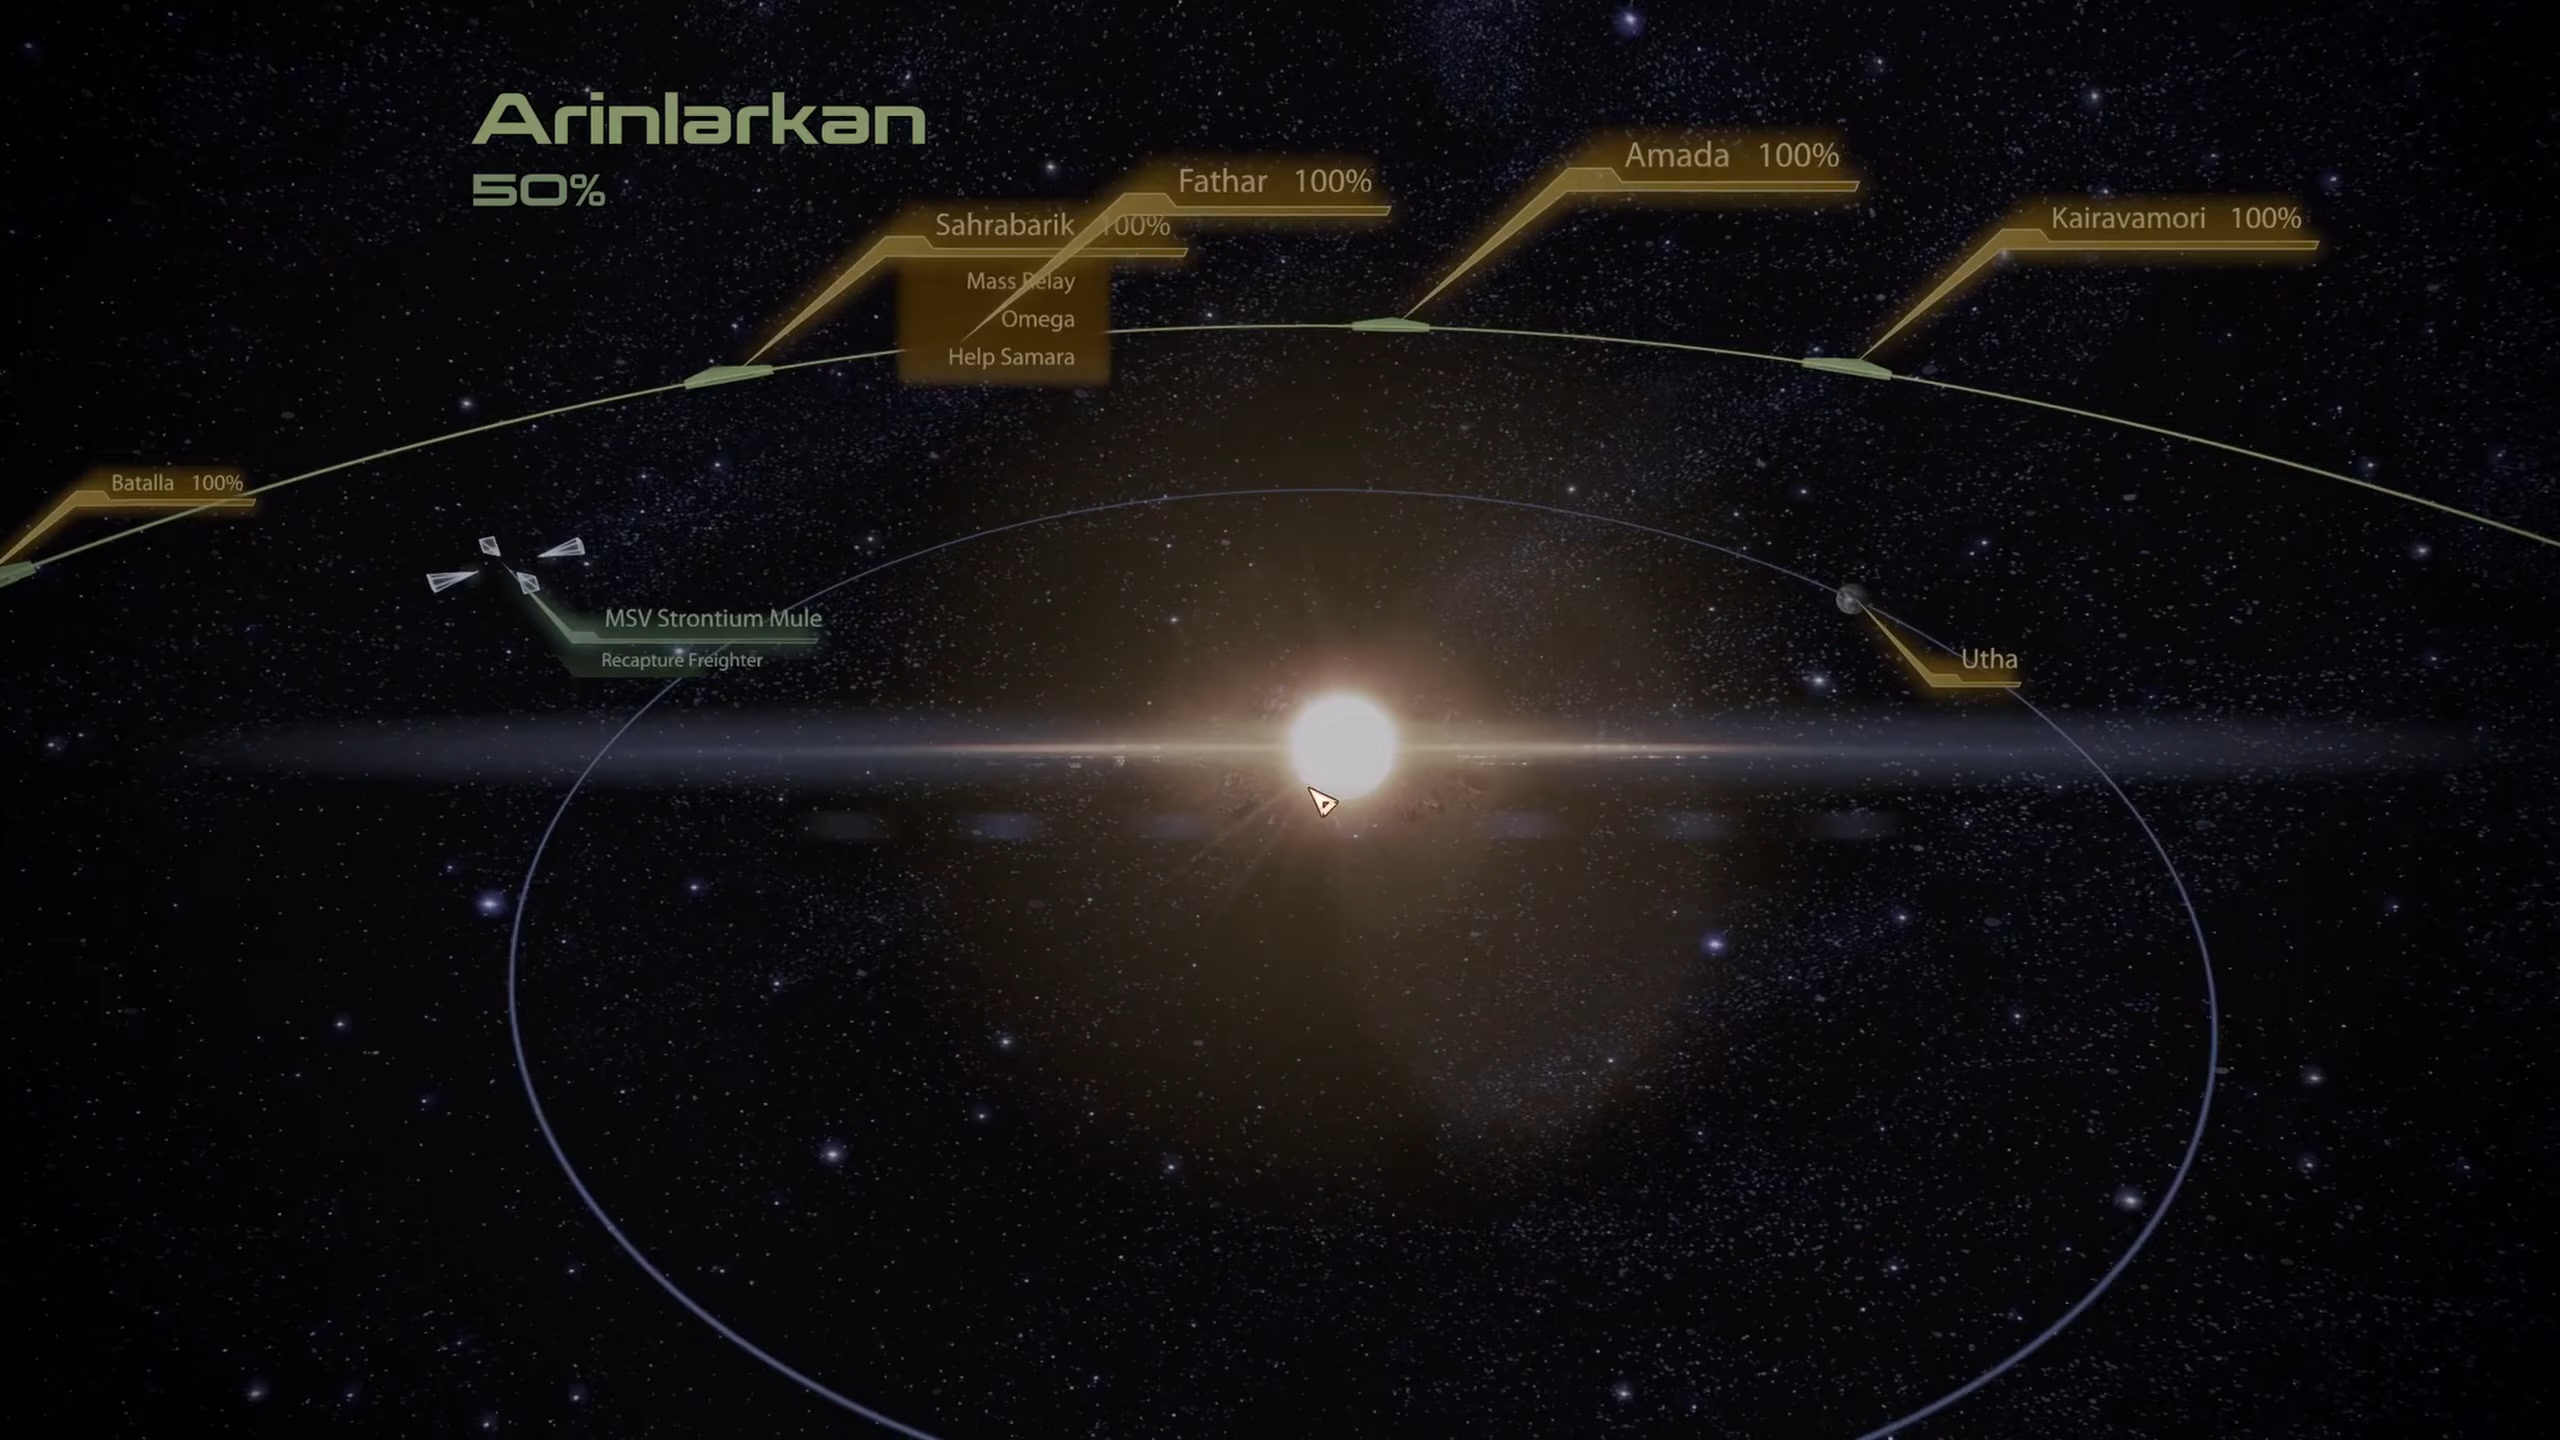 Arinlarkan
50%
Fathar 100%
Amada 100%
Sahrabarik 100%
Mass Relay
Omega
Help Samara
Kairavamori 100%
Batalla 100%
MSV Strontium Mule
Recapture Freighter
Utha